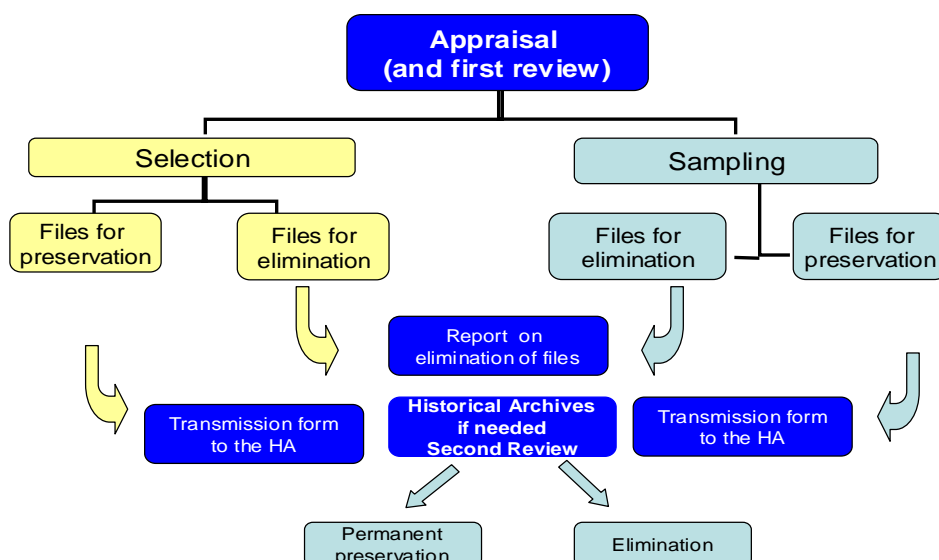 Appraisal
(and first review)
Selection
Sampling
Files for
preservation
Files for
elimination
Files for
elimination
Files for
preservation
Report on
elimination of files
Transmission form
to the HA
Historical Archives
if needed
Second Review
Transmission form
to the HA
Permanent
preservation
Elimination